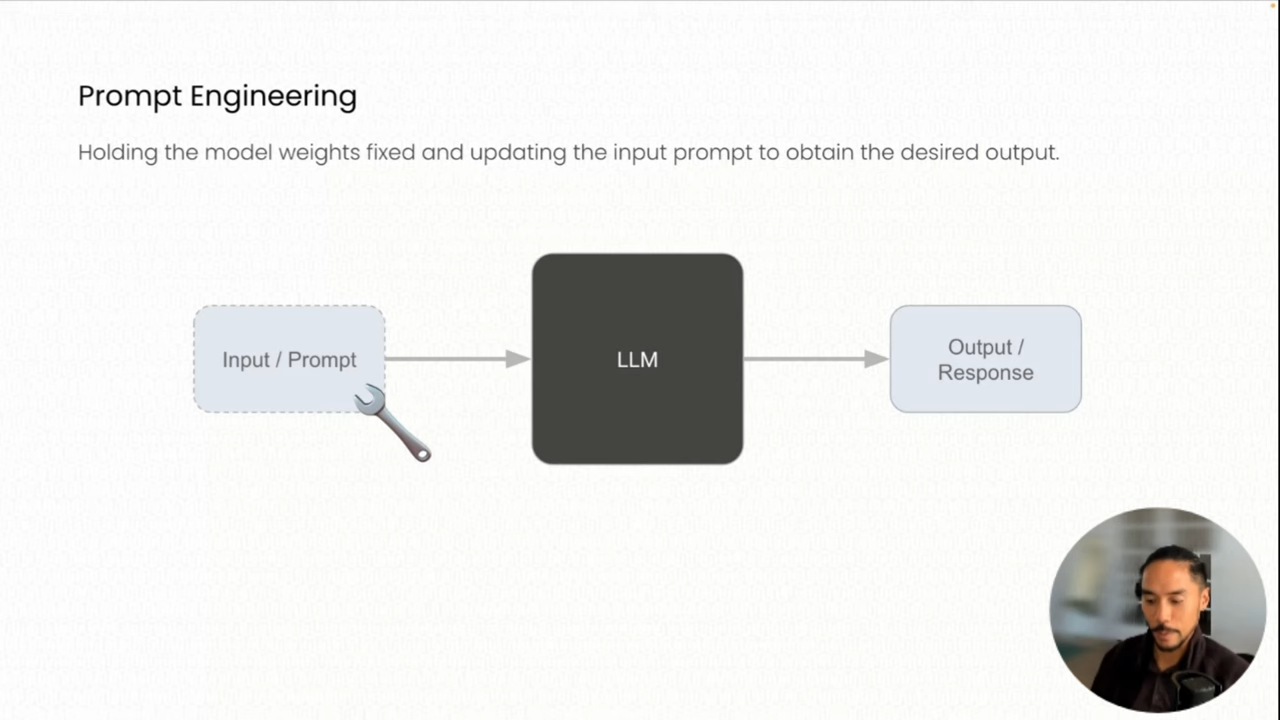 Prompt Engineering
Holding the model weights fixed and updating the input prompt to obtain the desired output.
Input / Prompt
LLM
Output /
Response